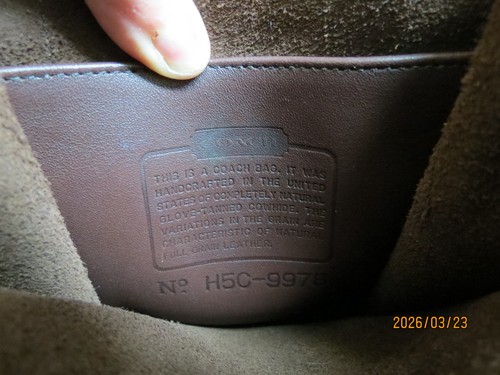 COACH
THIS IS A COACH BAG. IT WAS
HANDCRAFTED IN THE UNITED
STATES OF COMPLETELY NATURAL
GLOVE-TANNED COWHIDE. THE
VARIATIONS IN THE GRAIN ARE
CHARACTERISTIC OF NATURAL
FULL GRAIN LEATHER.
Nº H5C-9976
2026/03/23